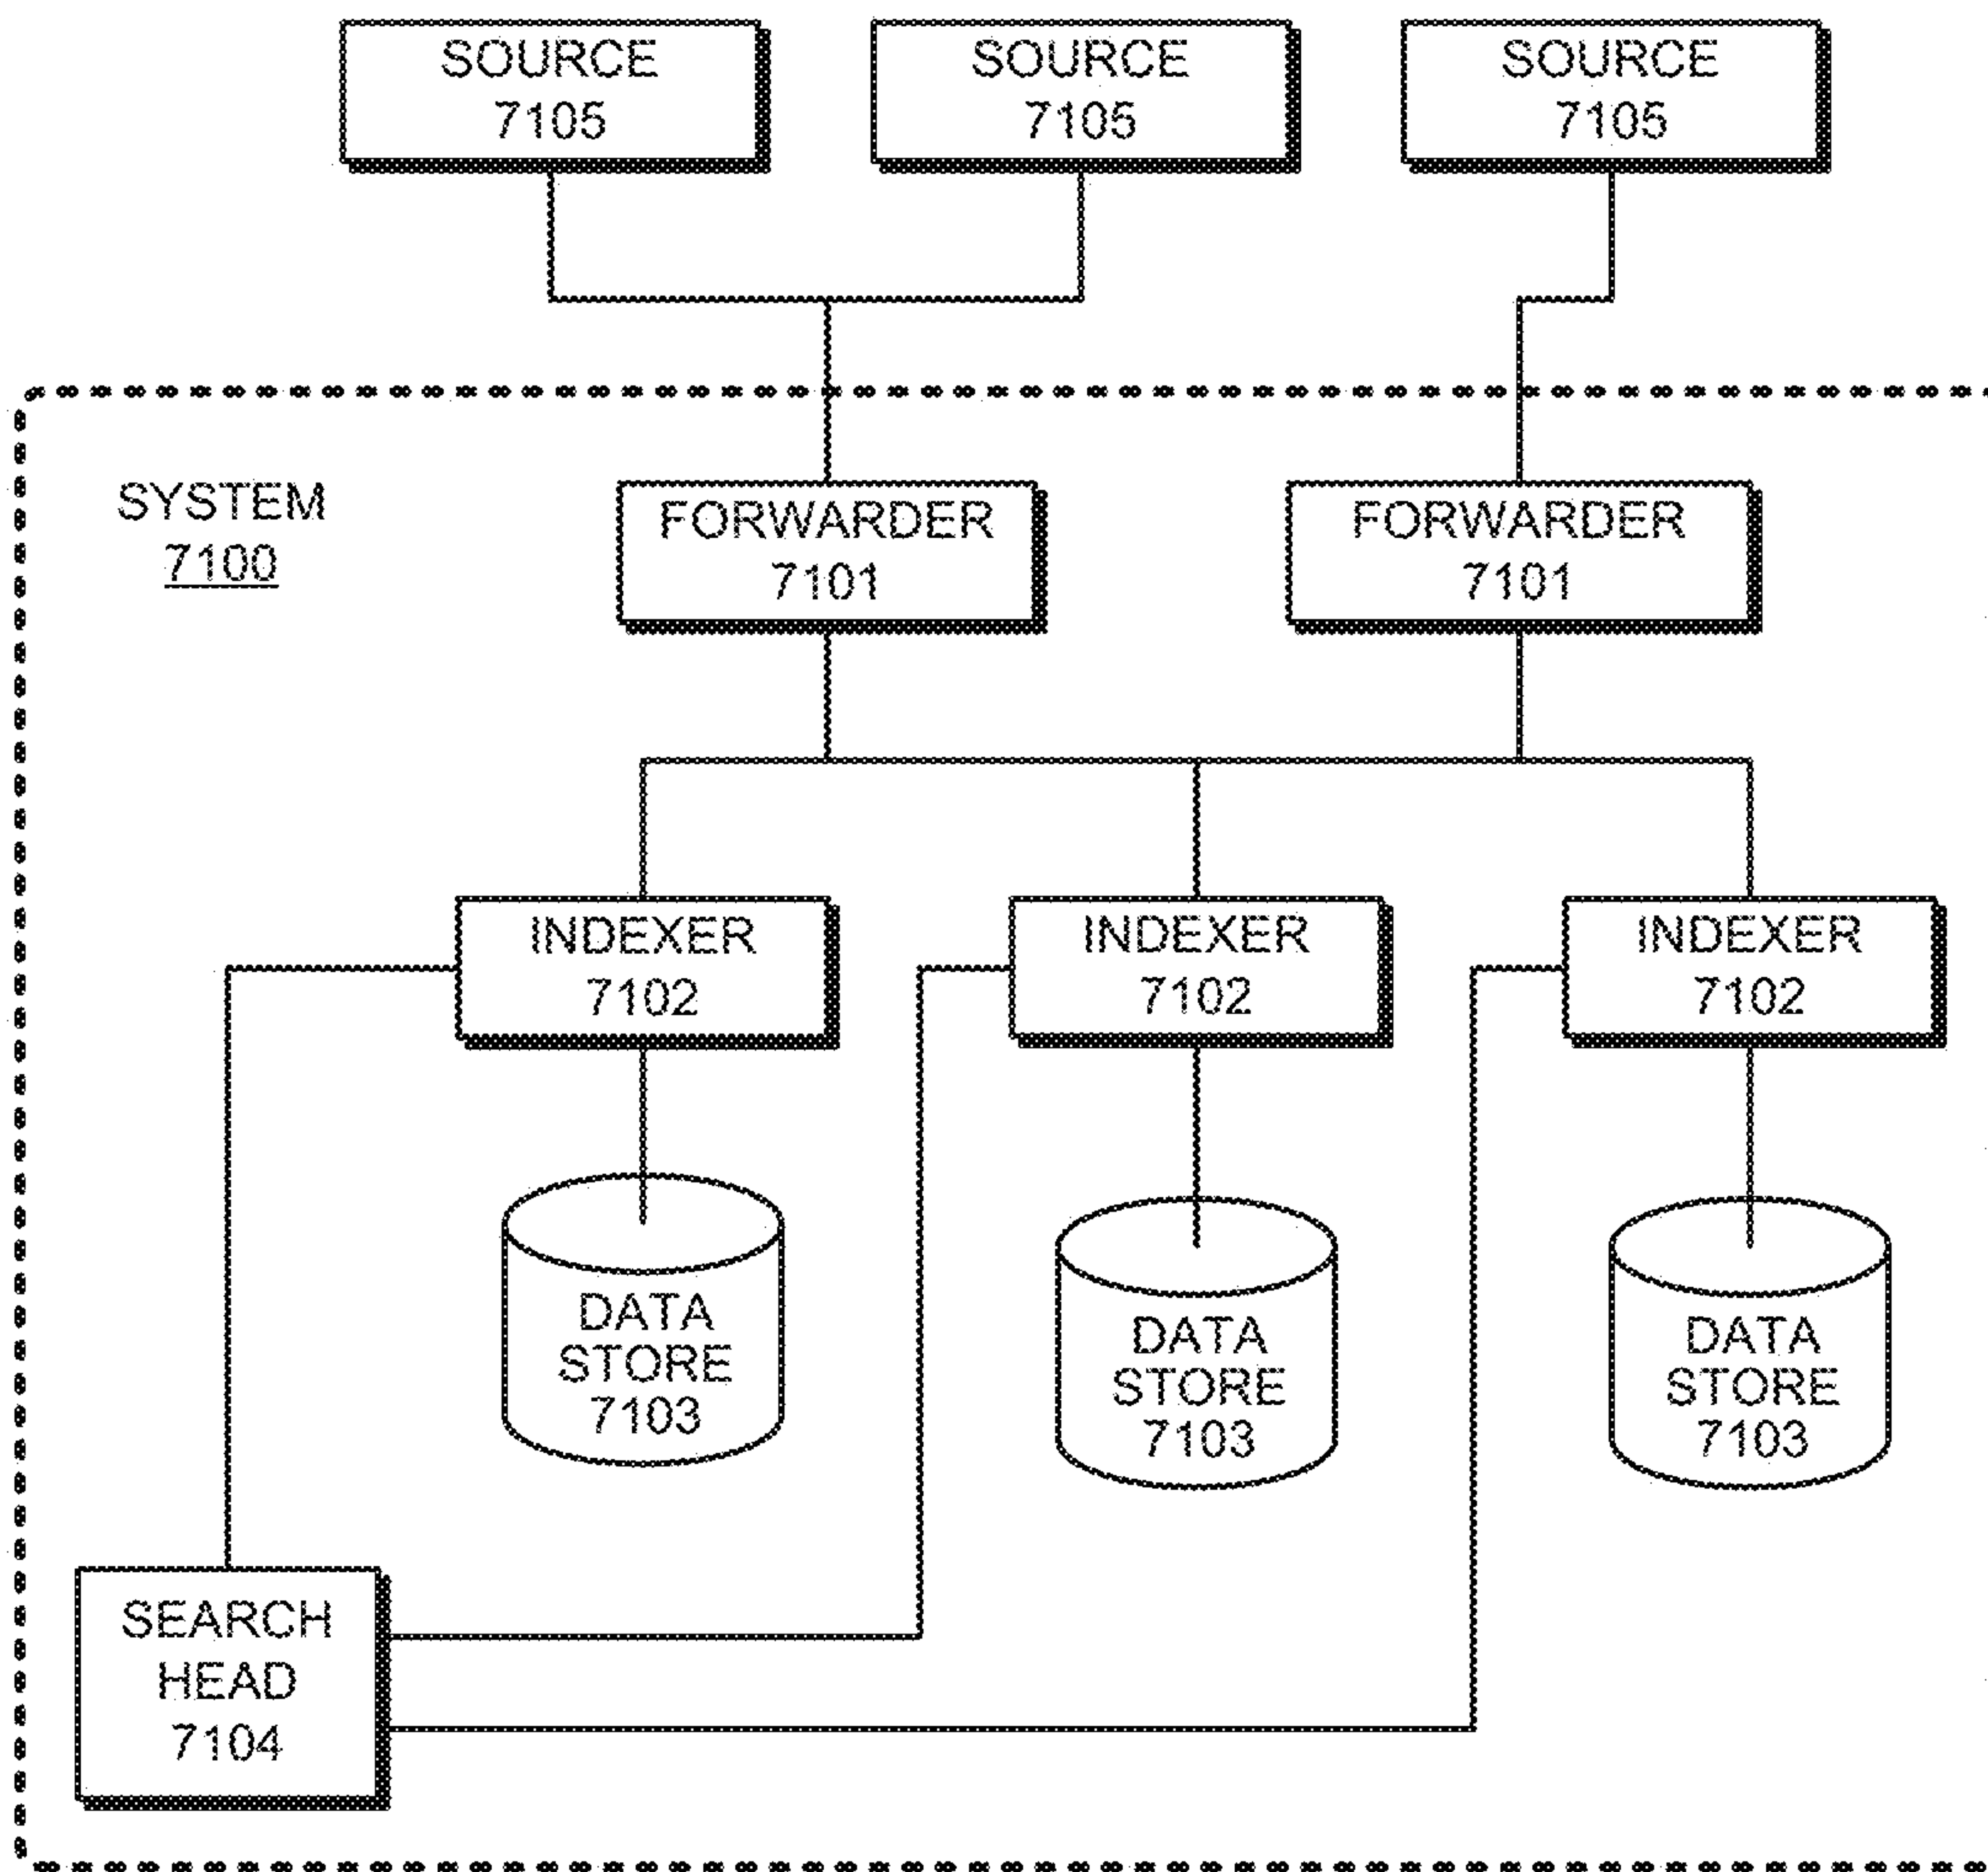 SOURCE
7105
SOURCE
7105
SOURCE
7105
SYSTEM
7100
FORWARDER
7101
FORWARDER
7101
INDEXER
7102
INDEXER
7102
INDEXER
7102
DATA
STORE
7103
DATA
STORE
7103
DATA
STORE
7103
SEARCH
HEAD
7104